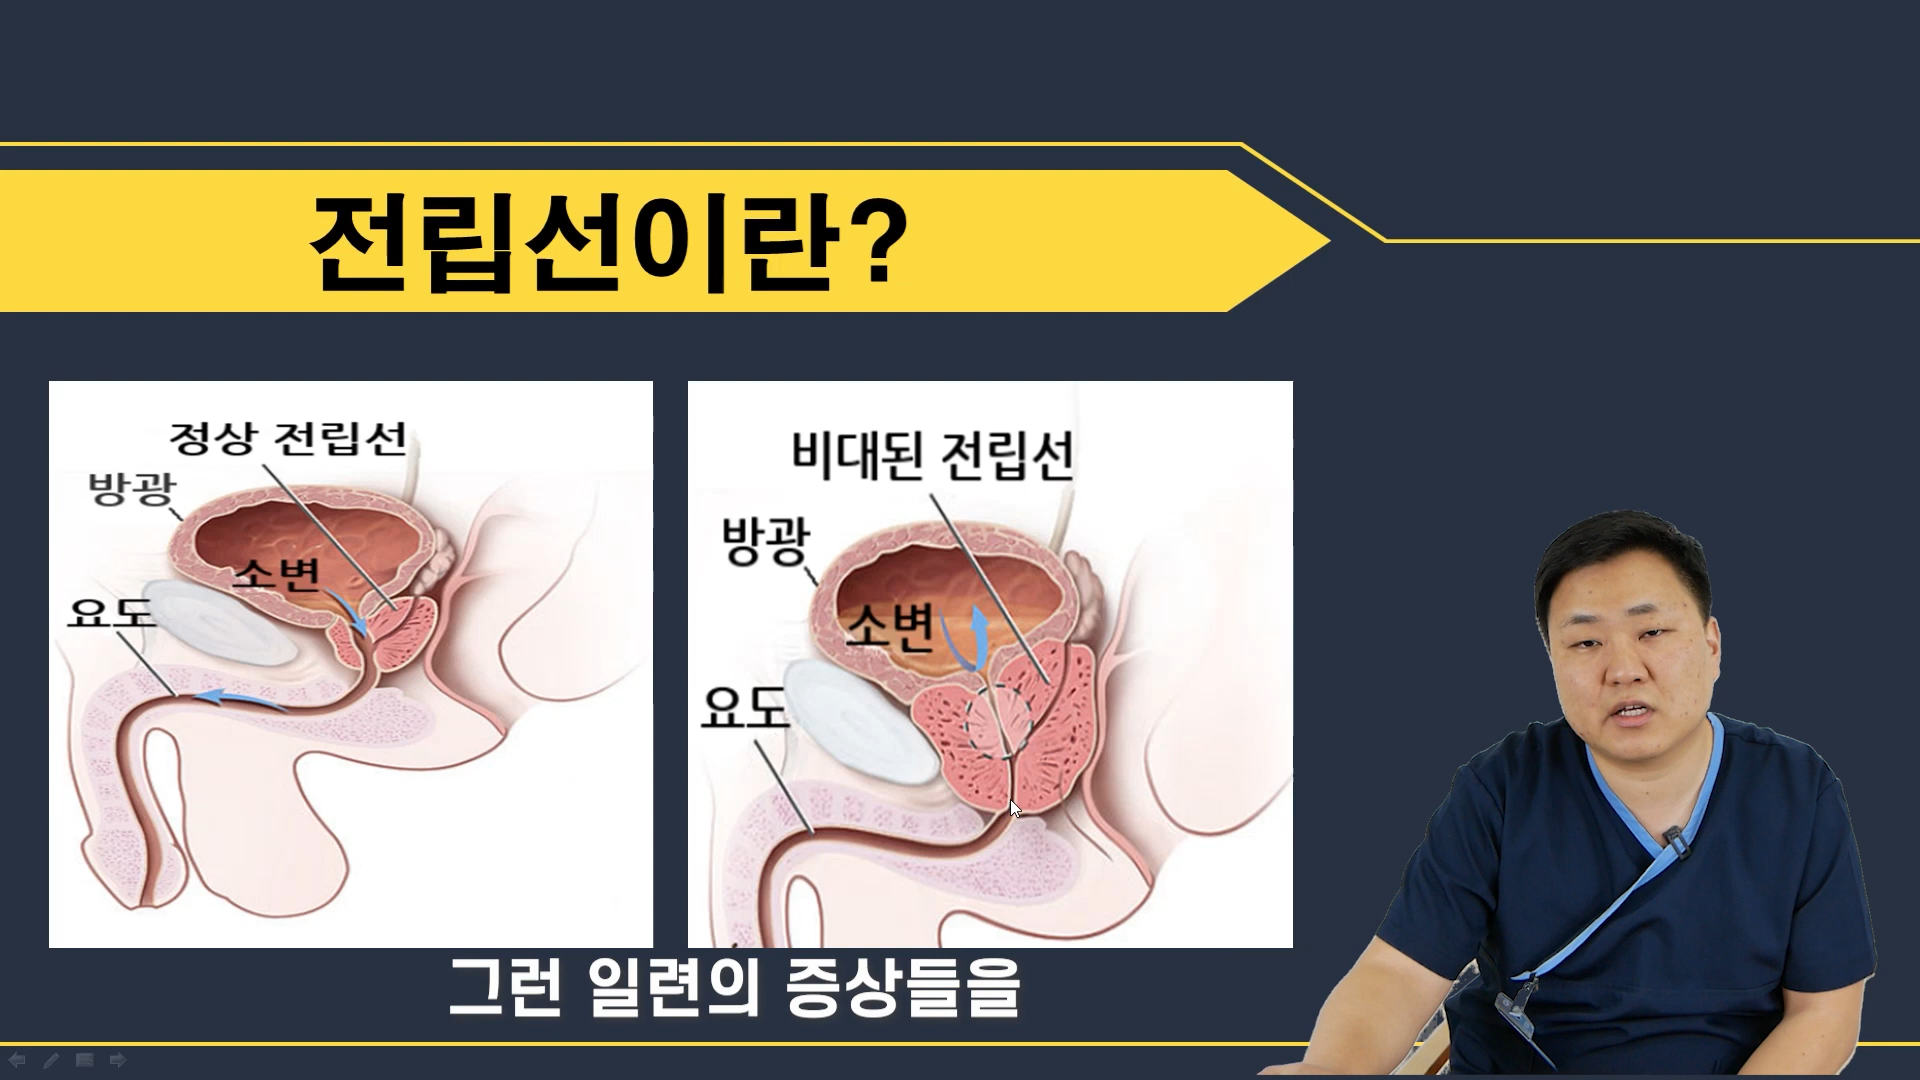 전립선이란?
정상 전립선
방광
소변
요도
비대된 전립선
방광
소변
요도
그런 일련의 증상들을